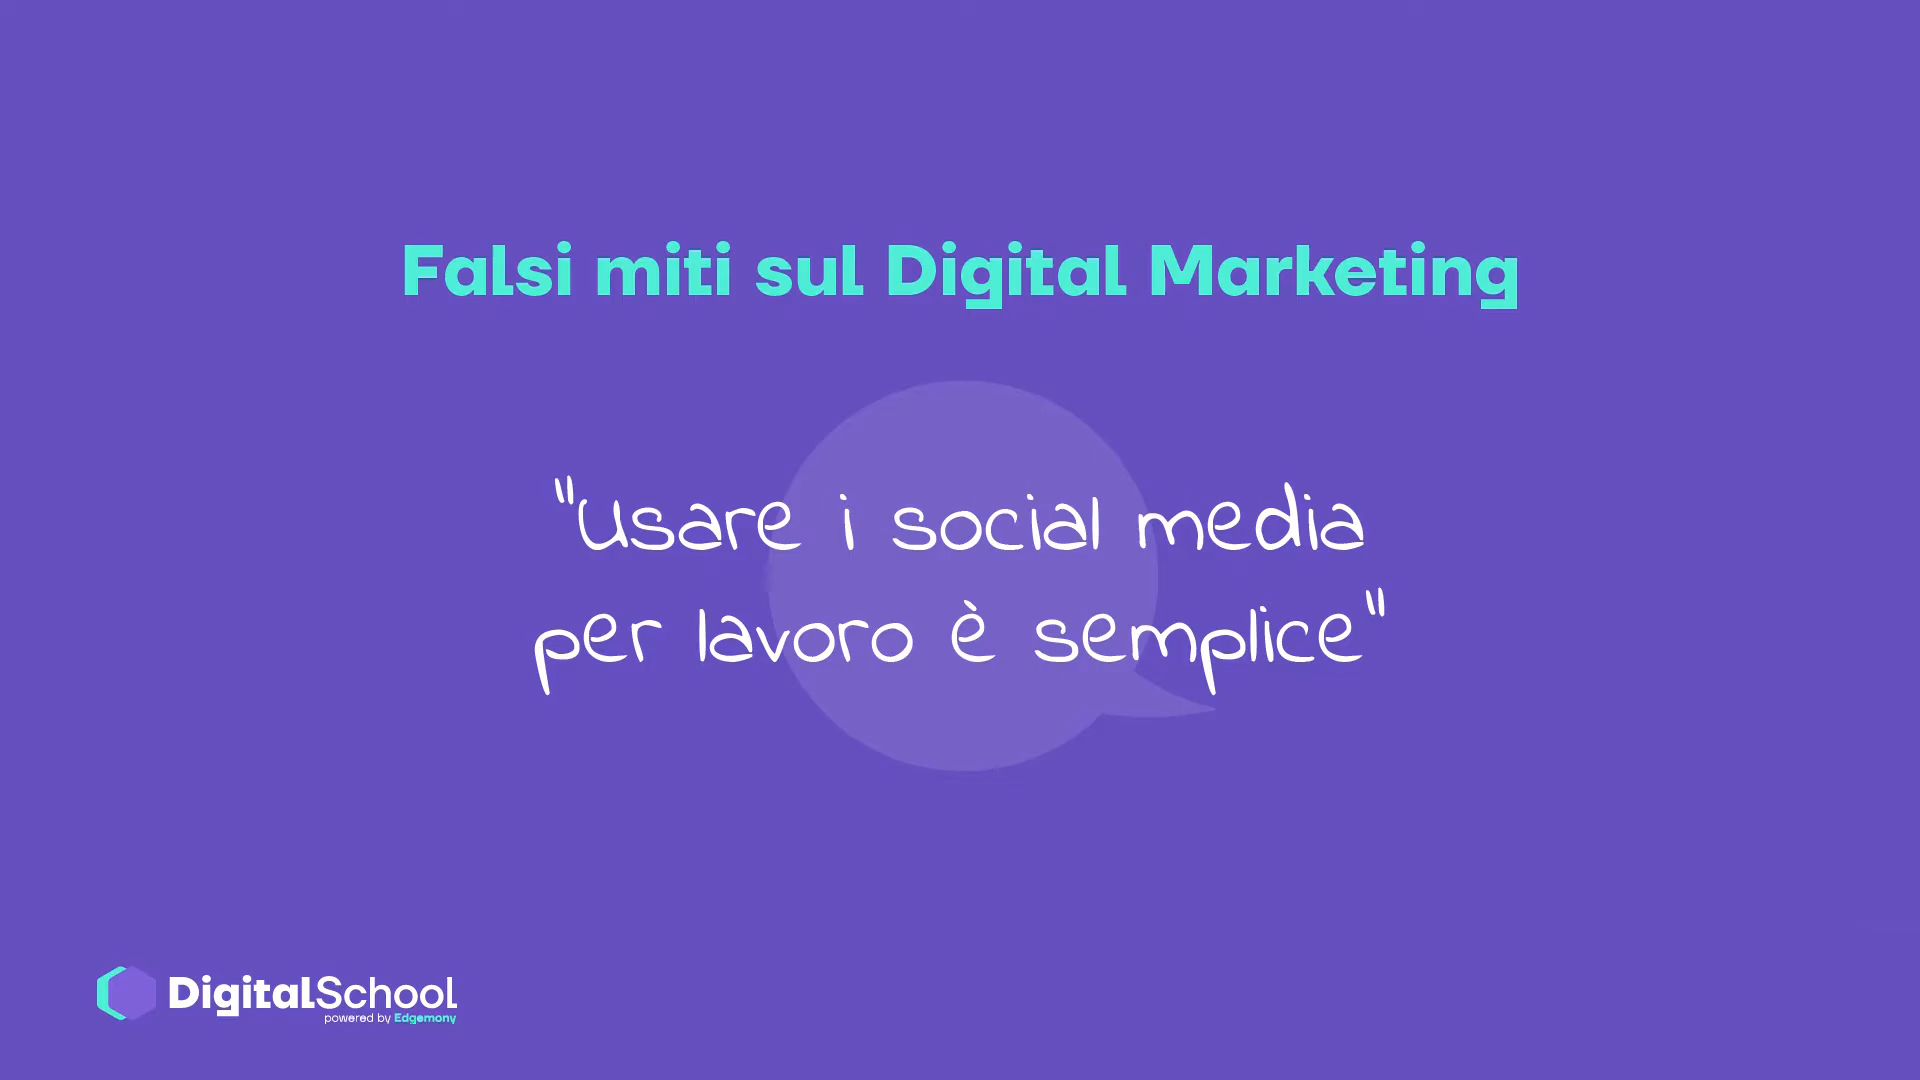 Falsi miti sul Digital Marketing
"Usare i social media
per lavoro è semplice"
DigitalSchool
powered by Edgemony